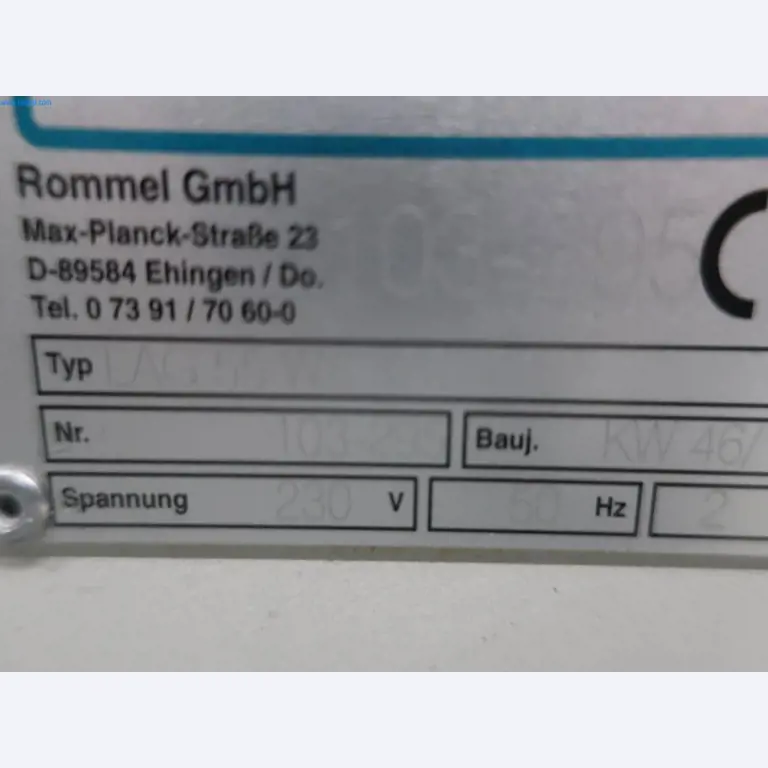 Rommel GmbH
Max-Planck-Straße 23
D-89584 Ehingen / Do.
Tel. 0 73 91 / 70 60-0
Typ
Nr.
Bauj. KW 46/
Spannung 230 V 50 Hz 2